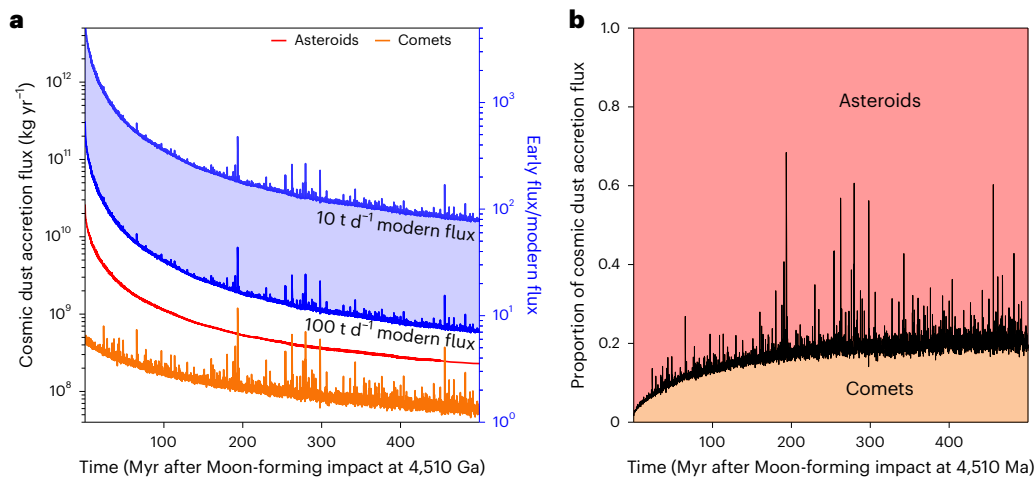 a
Asteroids
Comets
Cosmic dust accretion flux (kg yr⁻¹)
10¹²
10¹¹
10¹⁰
10⁹
10⁸
10 t d⁻¹ modern flux
100 t d⁻¹ modern flux
10³
10²
10¹
10⁰
Early flux/modern flux
100
200
300
400
Time (Myr after Moon-forming impact at 4,510 Ga)
b
Proportion of cosmic dust accretion flux
1.0
0.8
0.6
0.4
0.2
0
Asteroids
Comets
100
200
300
400
Time (Myr after Moon-forming impact at 4,510 Ma)